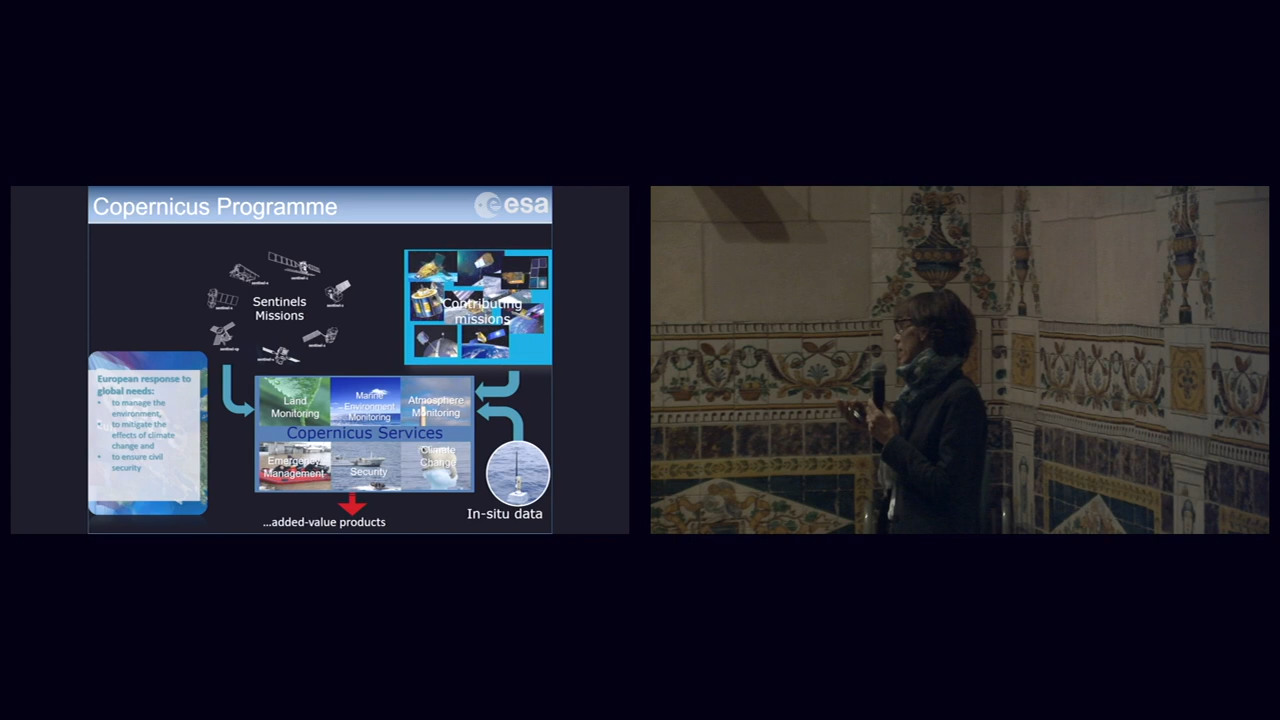 Copernicus Programme
esa
Sentinels
Missions
Contributing
missions
European response to
global needs:
• to manage the
environment,
• to mitigate the
effects of climate
change and
• to ensure civil
security
Land
Monitoring
Marine
Environment
Monitoring
Atmosphere
Monitoring
Copernicus Services
Emergency
Management
Security
Climate
Change
In-situ data
...added-value products